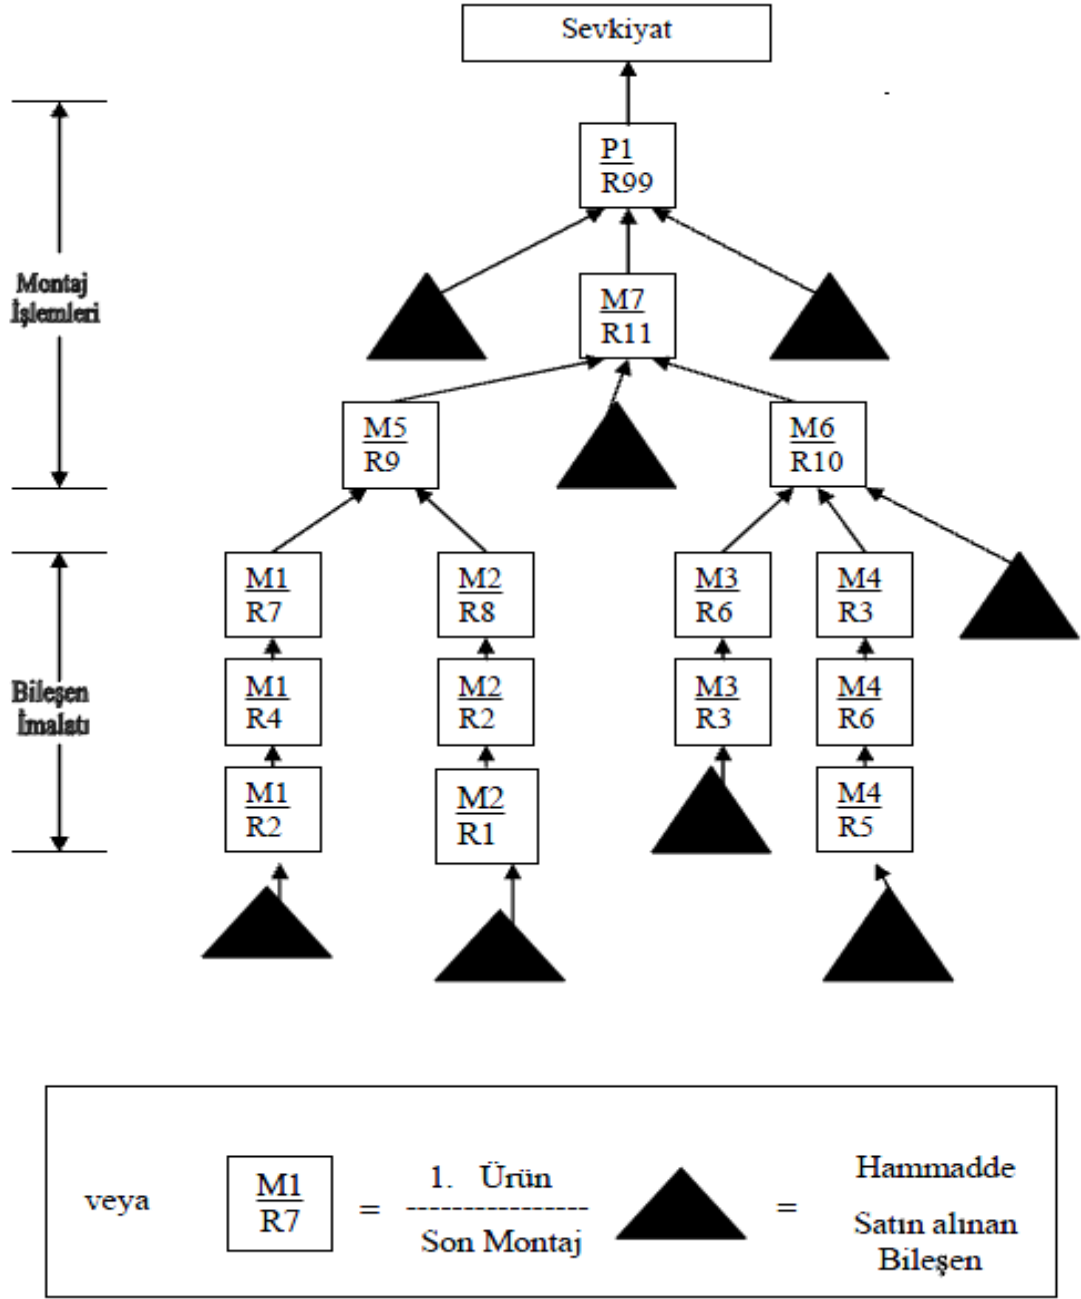 Sevkiyat
P1
R99
Montaj
İşlemleri
M7
R11
M5
R9
M6
R10
M1
R7
M2
R8
M3
R6
M4
R3
Bileşen
İmalatı
M1
R4
M2
R2
M3
R3
M4
R6
M1
R2
M2
R1
M4
R5
veya
M1
R7
=
1. Ürün
----------------
Son Montaj
=
Hammadde
Satın alınan
Bileşen